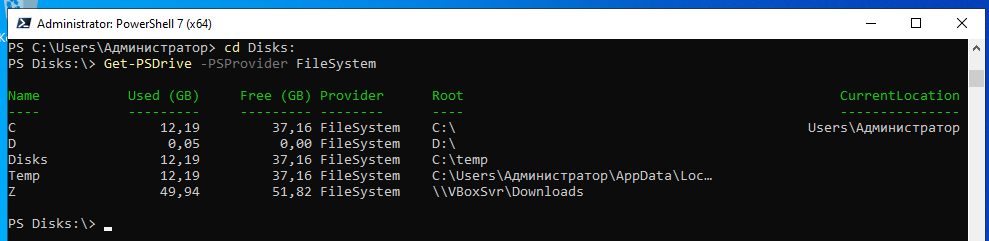 Administrator: PowerShell 7 (x64)
PS C:\Users\Администратор> cd Disks:
PS Disks:\> Get-PSDrive -PSProvider FileSystem
Name Used (GB) Free (GB) Provider Root CurrentLocation
---- --------- --------- -------- ---- ---------------
C 12,19 37,16 FileSystem C:\ Users\Администратор
D 0,05 0,00 FileSystem D:\
Disks 12,19 37,16 FileSystem C:\temp
Temp 12,19 37,16 FileSystem C:\Users\Администратор\AppData\Loc…
Z 49,94 51,82 FileSystem \\VBoxSvr\Downloads
PS Disks:\>